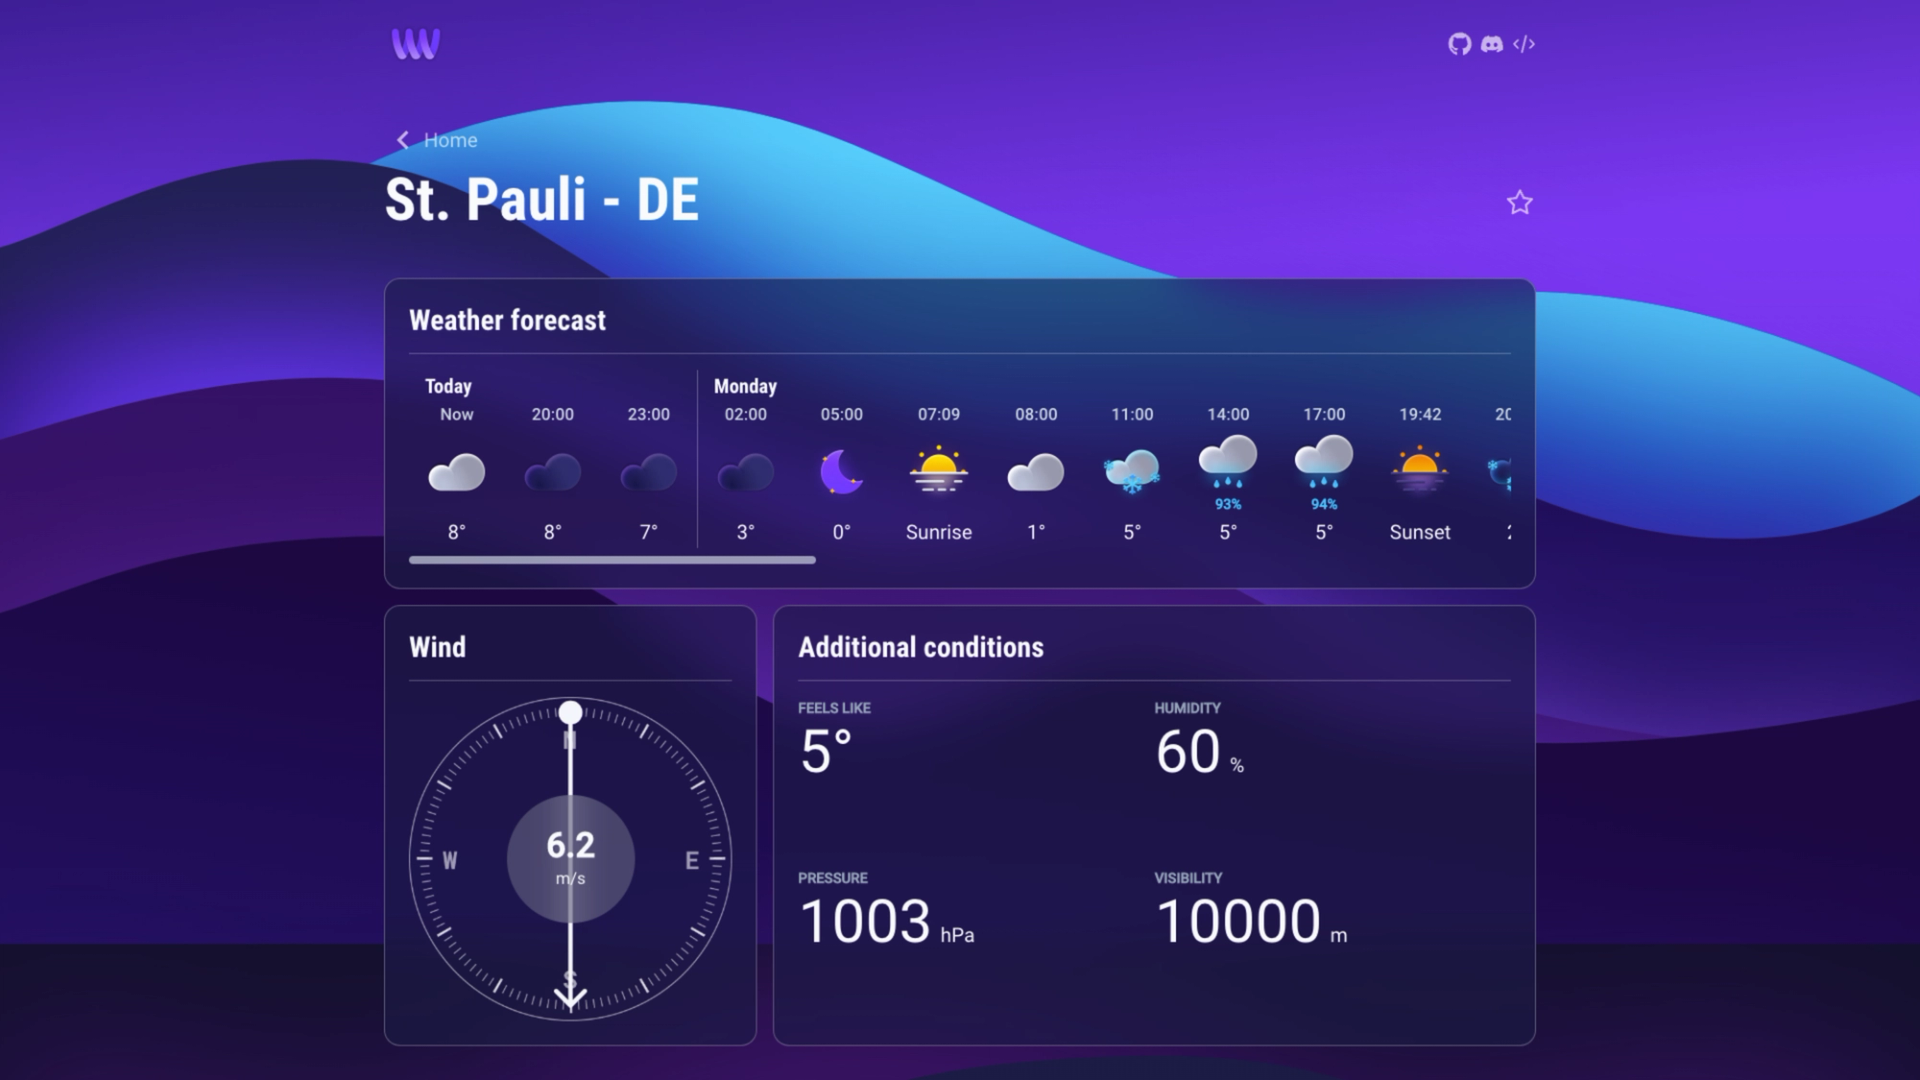 Home
St. Pauli - DE
Weather forecast
Today
Monday
Now 20:00 23:00 02:00 05:00 07:09 08:00 11:00 14:00 17:00 19:42
93% 94%
8° 8° 7° 3° 0° Sunrise 1° 5° 5° 5° Sunset
Wind
N
W
E
S
6.2
m/s
Additional conditions
FEELS LIKE
5°
HUMIDITY
60 %
PRESSURE
1003 hPa
VISIBILITY
10000 m